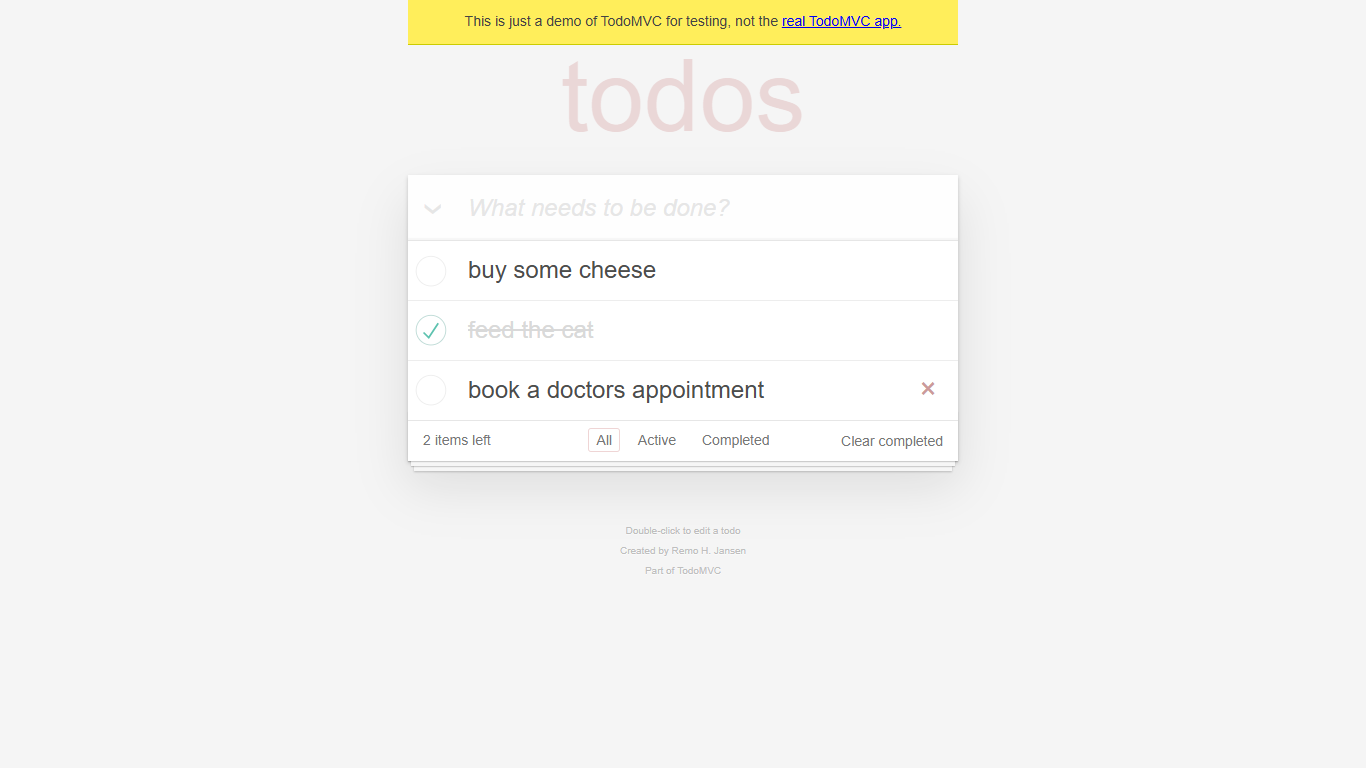 This is just a demo of TodoMVC for testing, not the real TodoMVC app.
todos
What needs to be done?
buy some cheese
feed the cat
book a doctors appointment
2 items left All Active Completed Clear completed
Double-click to edit a todo
Created by Remo H. Jansen
Part of TodoMVC